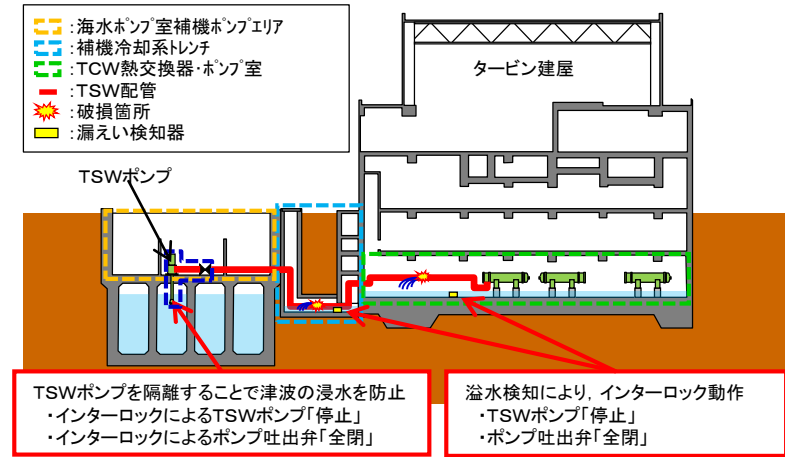 :海水ポンプ室補機ポンプエリア
:補機冷却系トレンチ
:TCW熱交換器・ポンプ室
:TSW配管
:破損箇所
:漏えい検知器
タービン建屋
TSWポンプ
TSWポンプを隔離することで津波の浸水を防止
・インターロックによるTSWポンプ「停止」
・インターロックによるポンプ吐出弁「全閉」
溢水検知により，インターロック動作
・TSWポンプ「停止」
・ポンプ吐出弁「全閉」